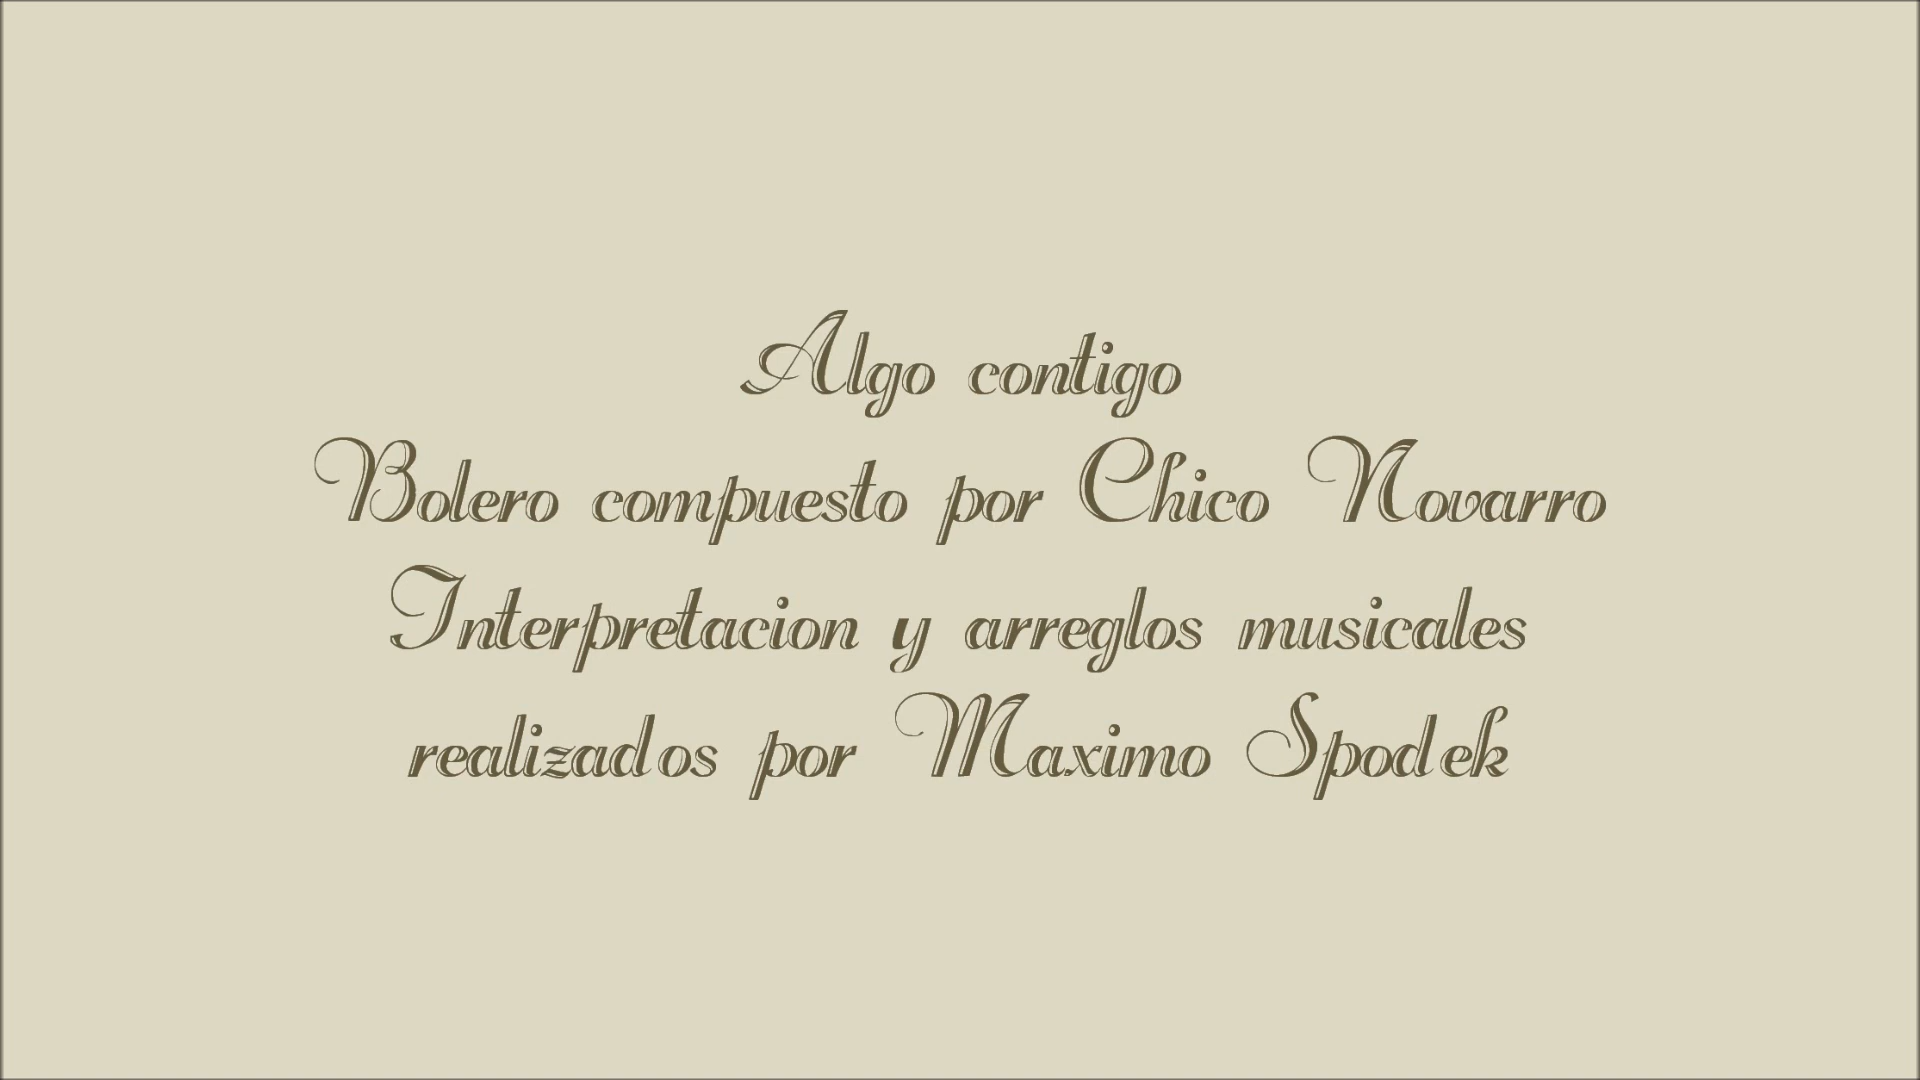 Algo contigo
Bolero compuesto por Chico Novarro
Interpretacion y arreglos musicales
realizados por Maximo Spodek